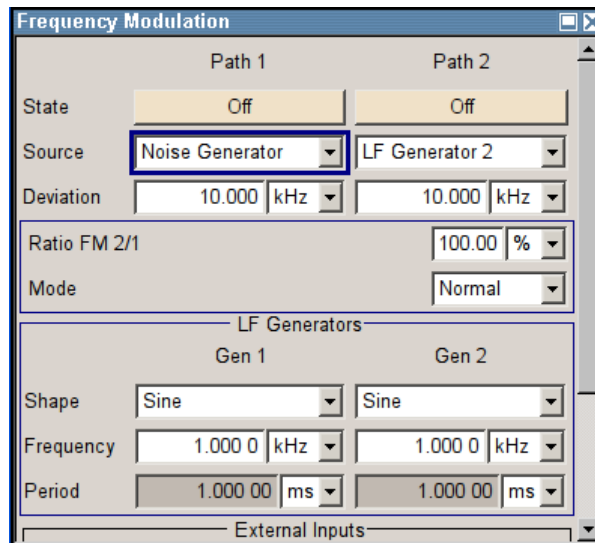 Frequency Modulation
Path 1 Path 2
State Off Off
Source Noise Generator LF Generator 2
Deviation 10.000 kHz 10.000 kHz
Ratio FM 2/1 100.00 %
Mode Normal
LF Generators
Gen 1 Gen 2
Shape Sine Sine
Frequency 1.000 0 kHz 1.000 0 kHz
Period 1.000 00 ms 1.000 00 ms
External Inputs